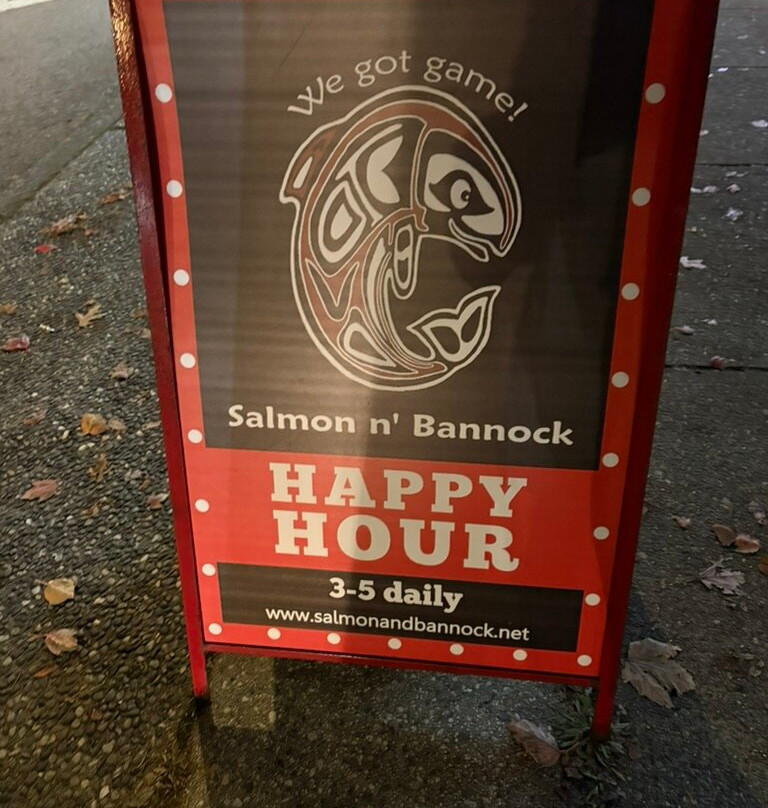 We got game!
Salmon n' Bannock
HAPPY
HOUR
3-5 daily
www.salmonandbannock.net